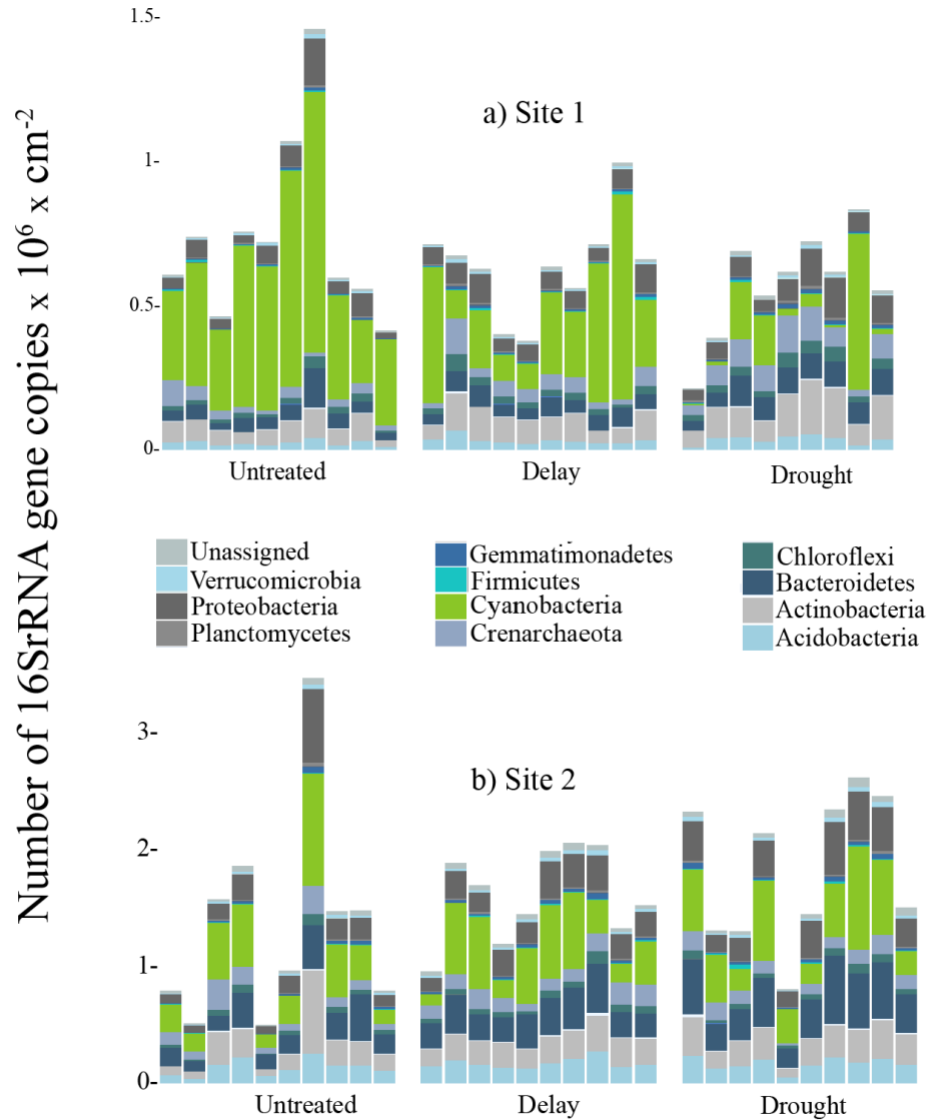 Number of 16SrRNA gene copies x 10⁶ x cm⁻²
1.5-
a) Site 1
1-
0.5-
0-
Untreated Delay Drought
Unassigned Gemmatimonadetes Chloroflexi
Verrucomicrobia Firmicutes Bacteroidetes
Proteobacteria Cyanobacteria Actinobacteria
Planctomycetes Crenarchaeota Acidobacteria
3-
b) Site 2
2-
1-
0-
Untreated Delay Drought